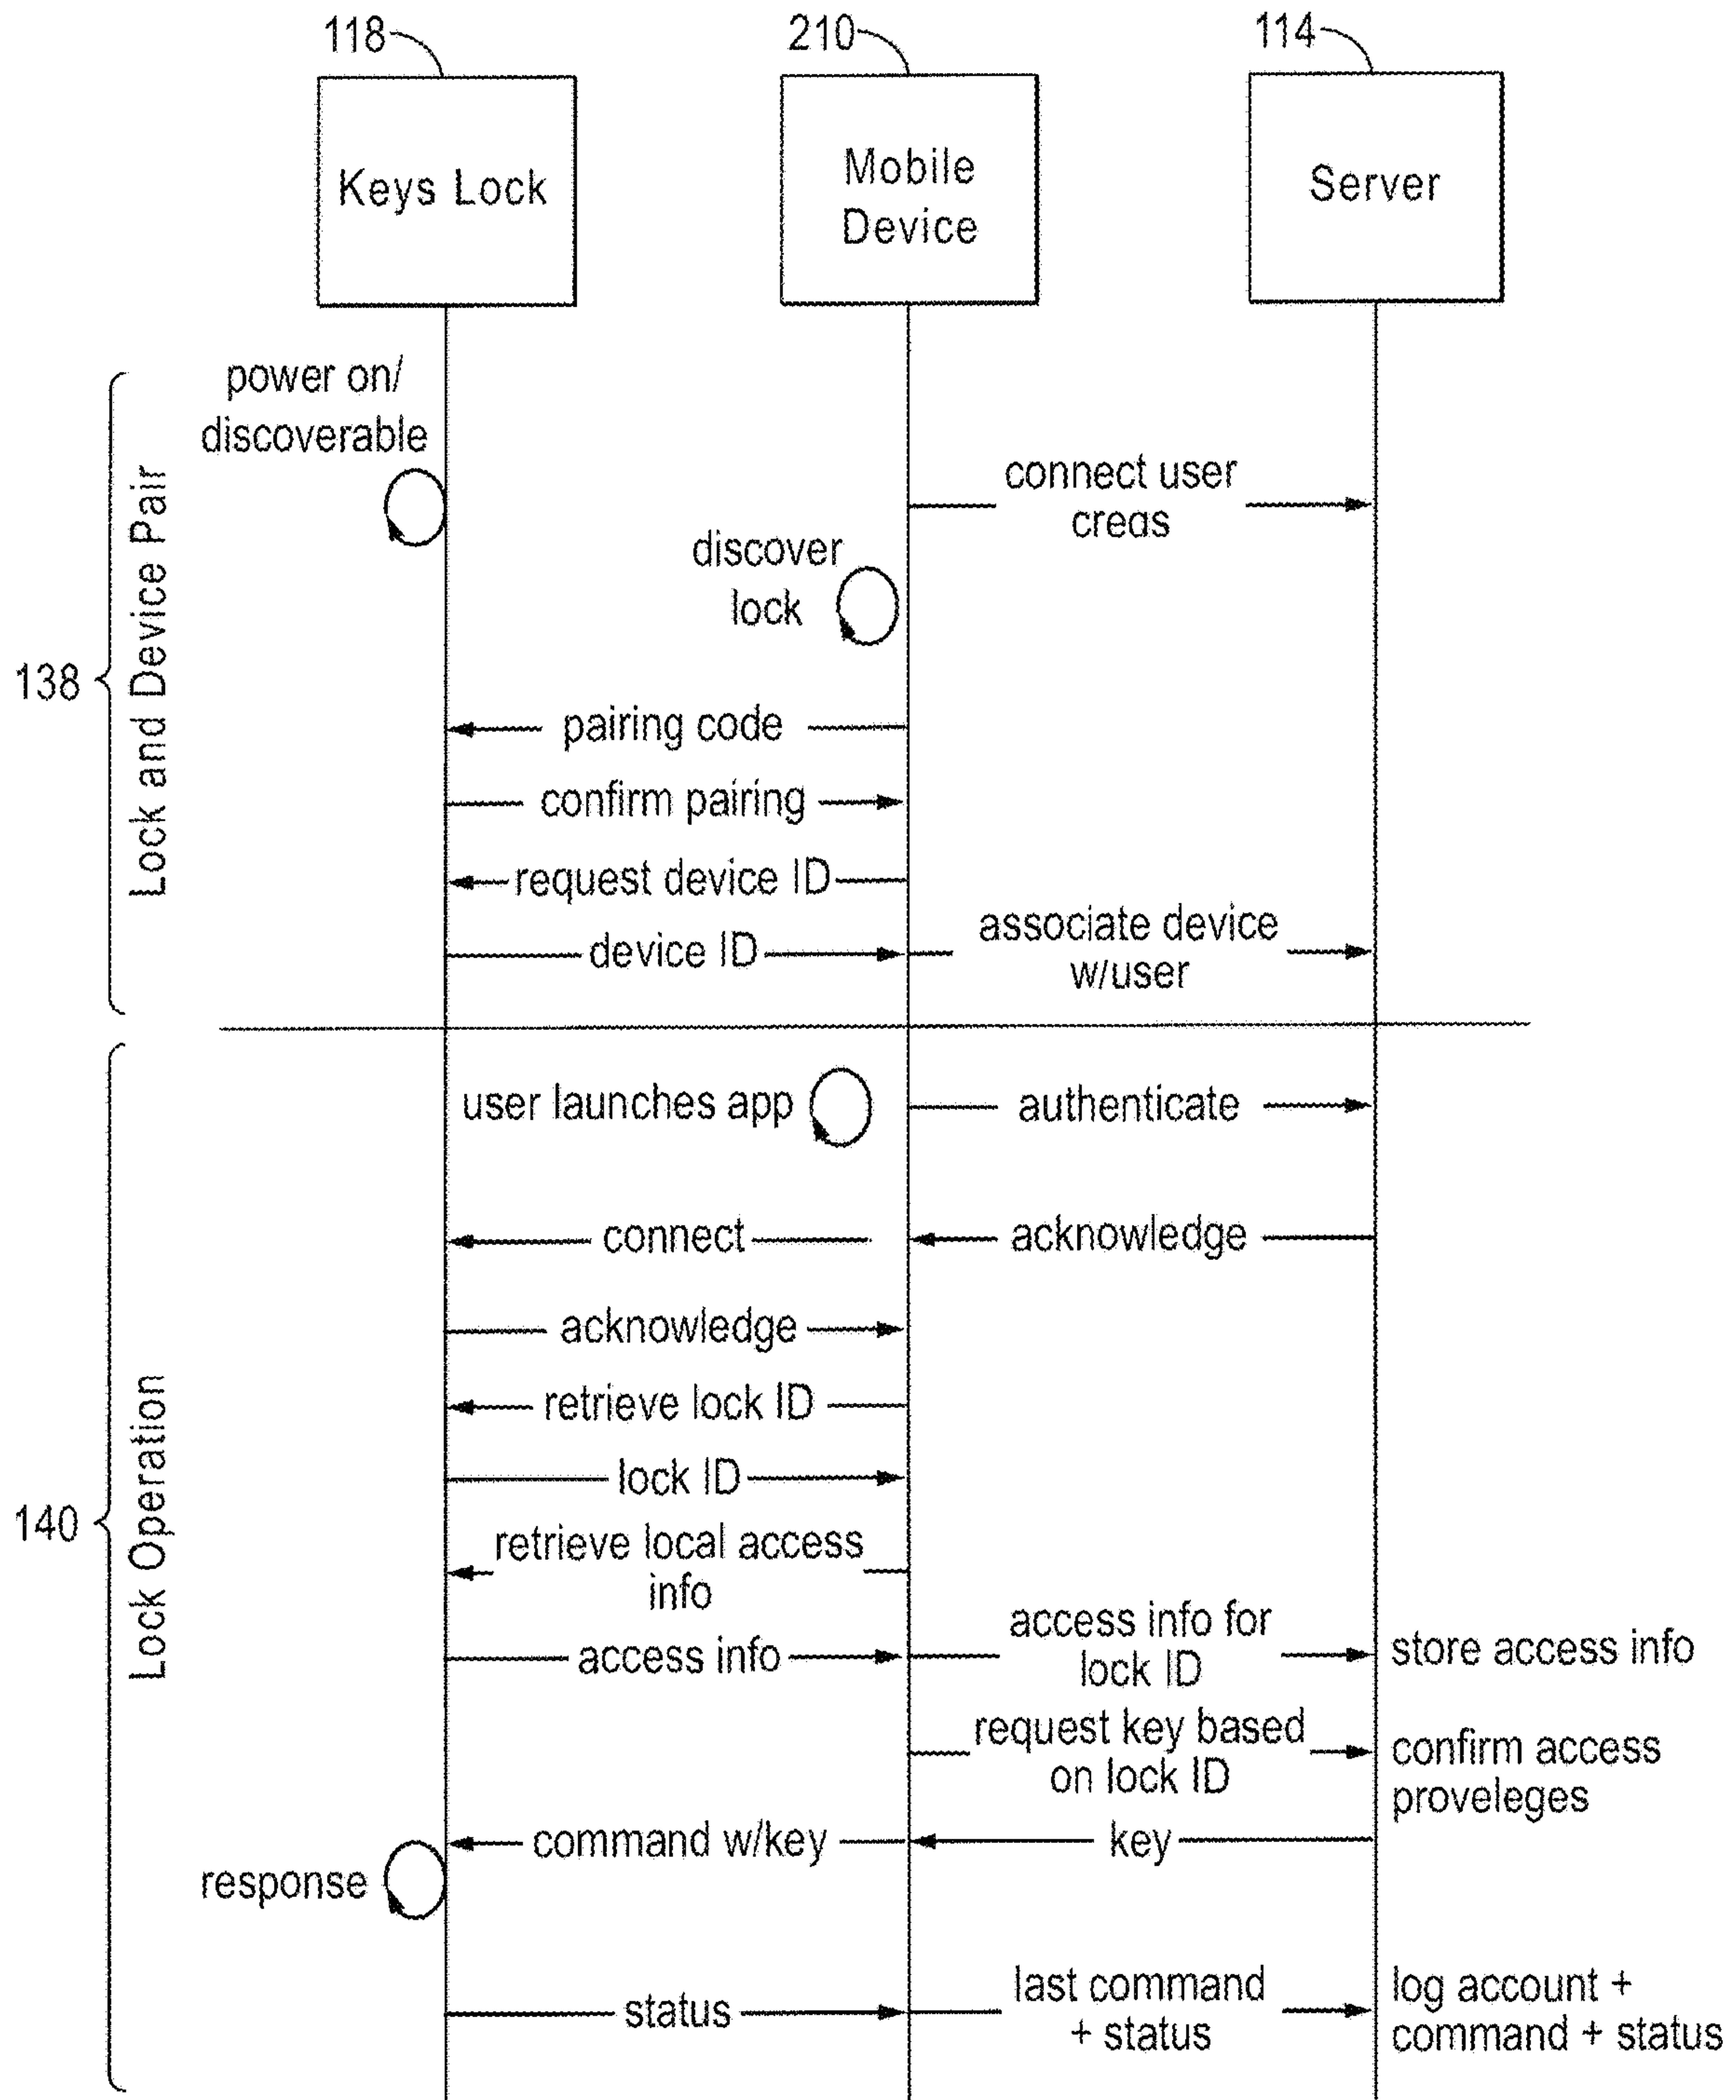 118
210
114
Keys Lock
Mobile
Device
Server
138
Lock and Device Pair
power on/
discoverable
connect user
creds
discover
lock
pairing code
confirm pairing
request device ID
device ID
associate device
w/user
140
Lock Operation
user launches app
authenticate
connect
acknowledge
acknowledge
retrieve lock ID
lock ID
retrieve local access
info
access info
access info for
lock ID
store access info
request key based
on lock ID
confirm access
proveleges
command w/key
key
response
status
last command
+ status
log account +
command + status